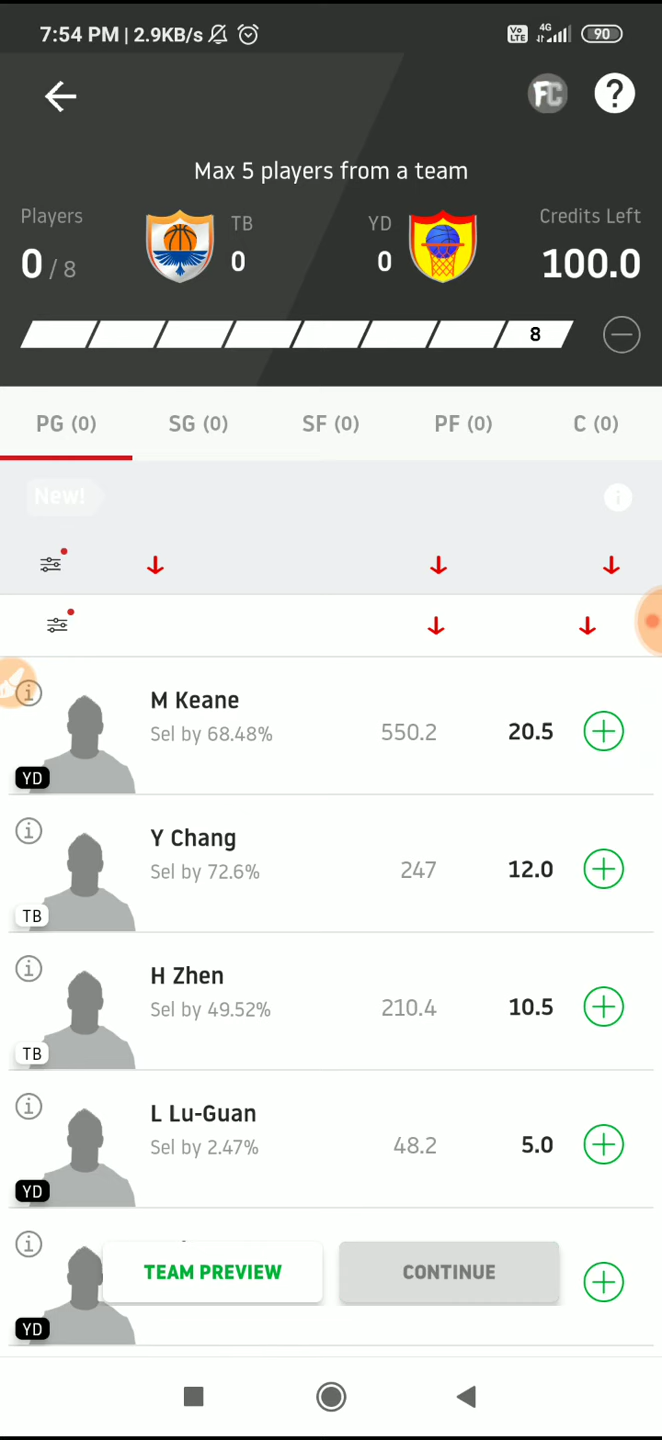 7:54 PM | 2.9KB/s Vo LTE 4G 90
FC ?
Max 5 players from a team
Players TB YD Credits Left
0 / 8 0 0 100.0
8
PG (0) SG (0) SF (0) PF (0) C (0)
New! i
i M Keane
Sel by 68.48% 550.2 20.5
YD
i Y Chang
Sel by 72.6% 247 12.0
TB
i H Zhen
Sel by 49.52% 210.4 10.5
TB
i L Lu-Guan
Sel by 2.47% 48.2 5.0
YD
i
TEAM PREVIEW CONTINUE
YD